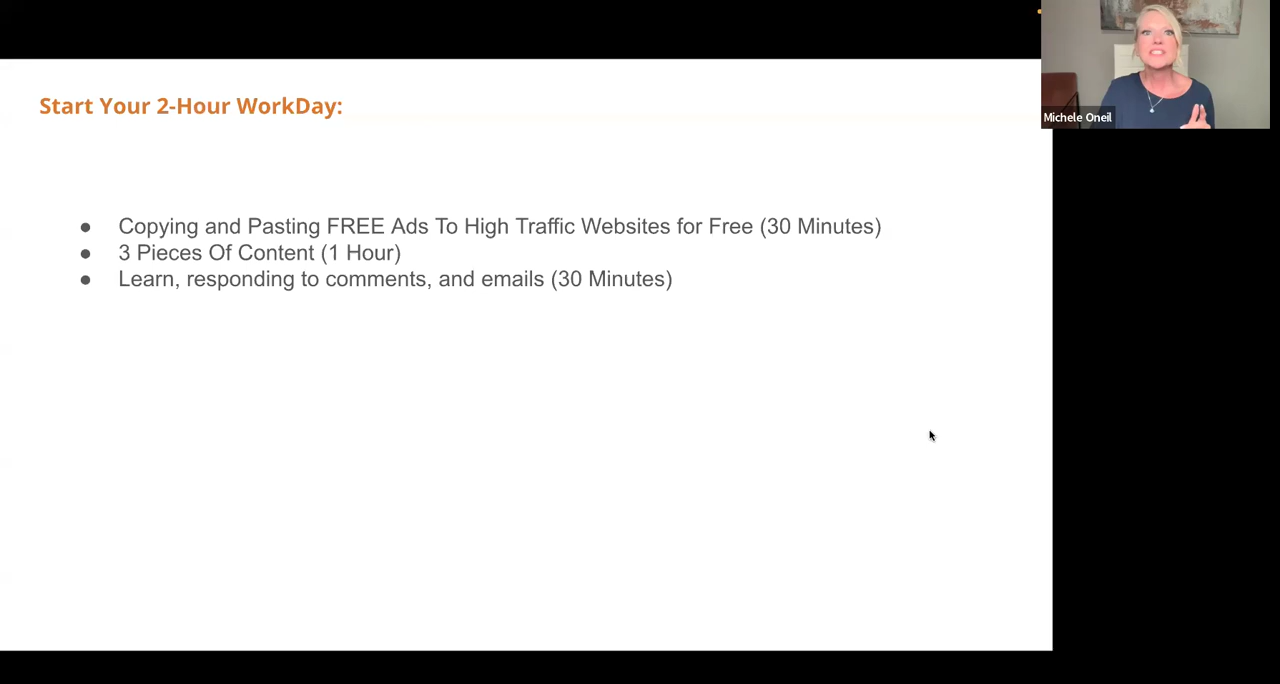 Start Your 2-Hour WorkDay:
● Copying and Pasting FREE Ads To High Traffic Websites for Free (30 Minutes)
● 3 Pieces Of Content (1 Hour)
● Learn, responding to comments, and emails (30 Minutes)
Michele Oneil